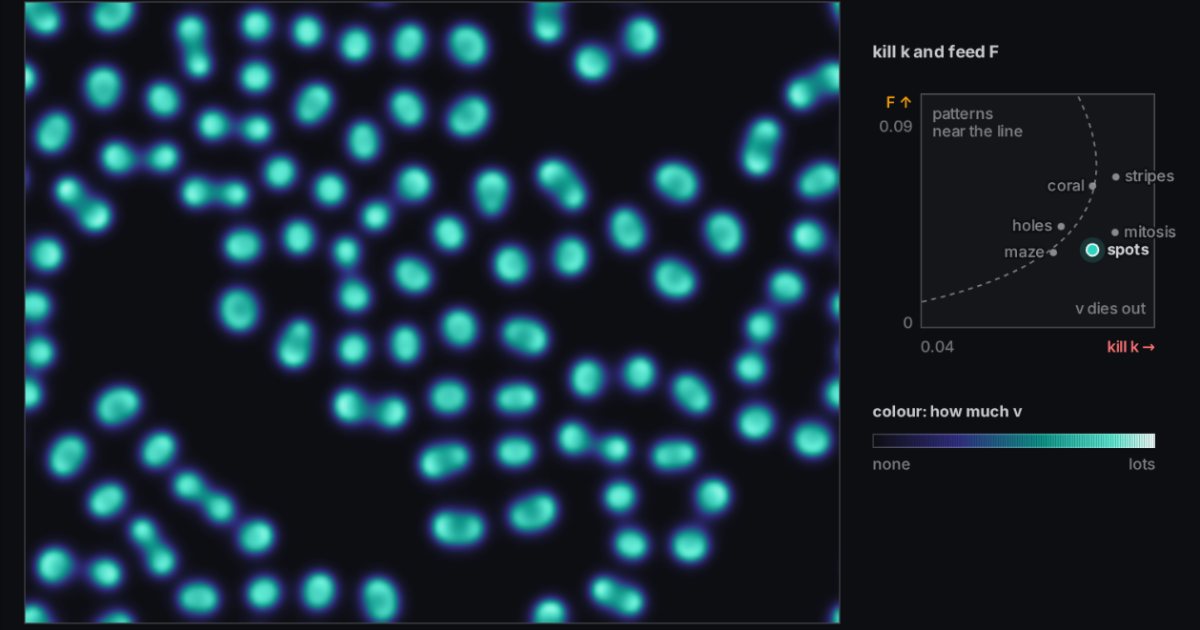 kill k and feed F
F ↑
0.09
patterns
near the line
stripes
coral
holes
mitosis
maze
spots
v dies out
0
0.04
kill k →
colour: how much v
none
lots